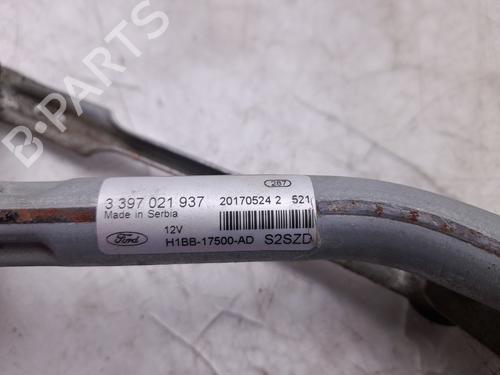 B-PARTS
287
3 397 021 937 20170524 2 521
Made in Serbia
12V
Ford H1BB-17500-AD S2SZD